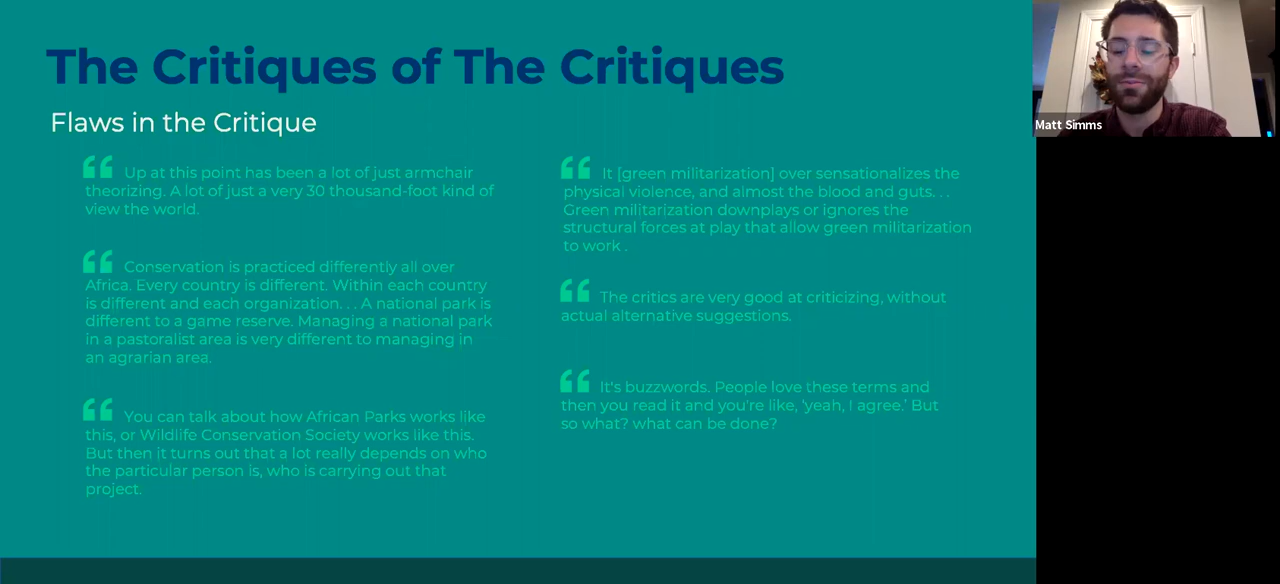 The Critiques of The Critiques
Flaws in the Critique
Up at this point has been a lot of just armchair
theorizing. A lot of just a very 30 thousand-foot kind of
view the world.
Conservation is practiced differently all over
Africa. Every country is different. Within each country
is different and each organization. . . A national park is
different to a game reserve. Managing a national park
in a pastoralist area is very different to managing in
an agrarian area.
You can talk about how African Parks works like
this, or Wildlife Conservation Society works like this.
But then it turns out that a lot really depends on who
the particular person is, who is carrying out that
project.
It [green militarization] over sensationalizes the
physical violence, and almost the blood and guts. . .
Green militarization downplays or ignores the
structural forces at play that allow green militarization
to work .
The critics are very good at criticizing, without
actual alternative suggestions.
It's buzzwords. People love these terms and
then you read it and you're like, 'yeah, I agree.' But
so what? what can be done?
Matt Simms